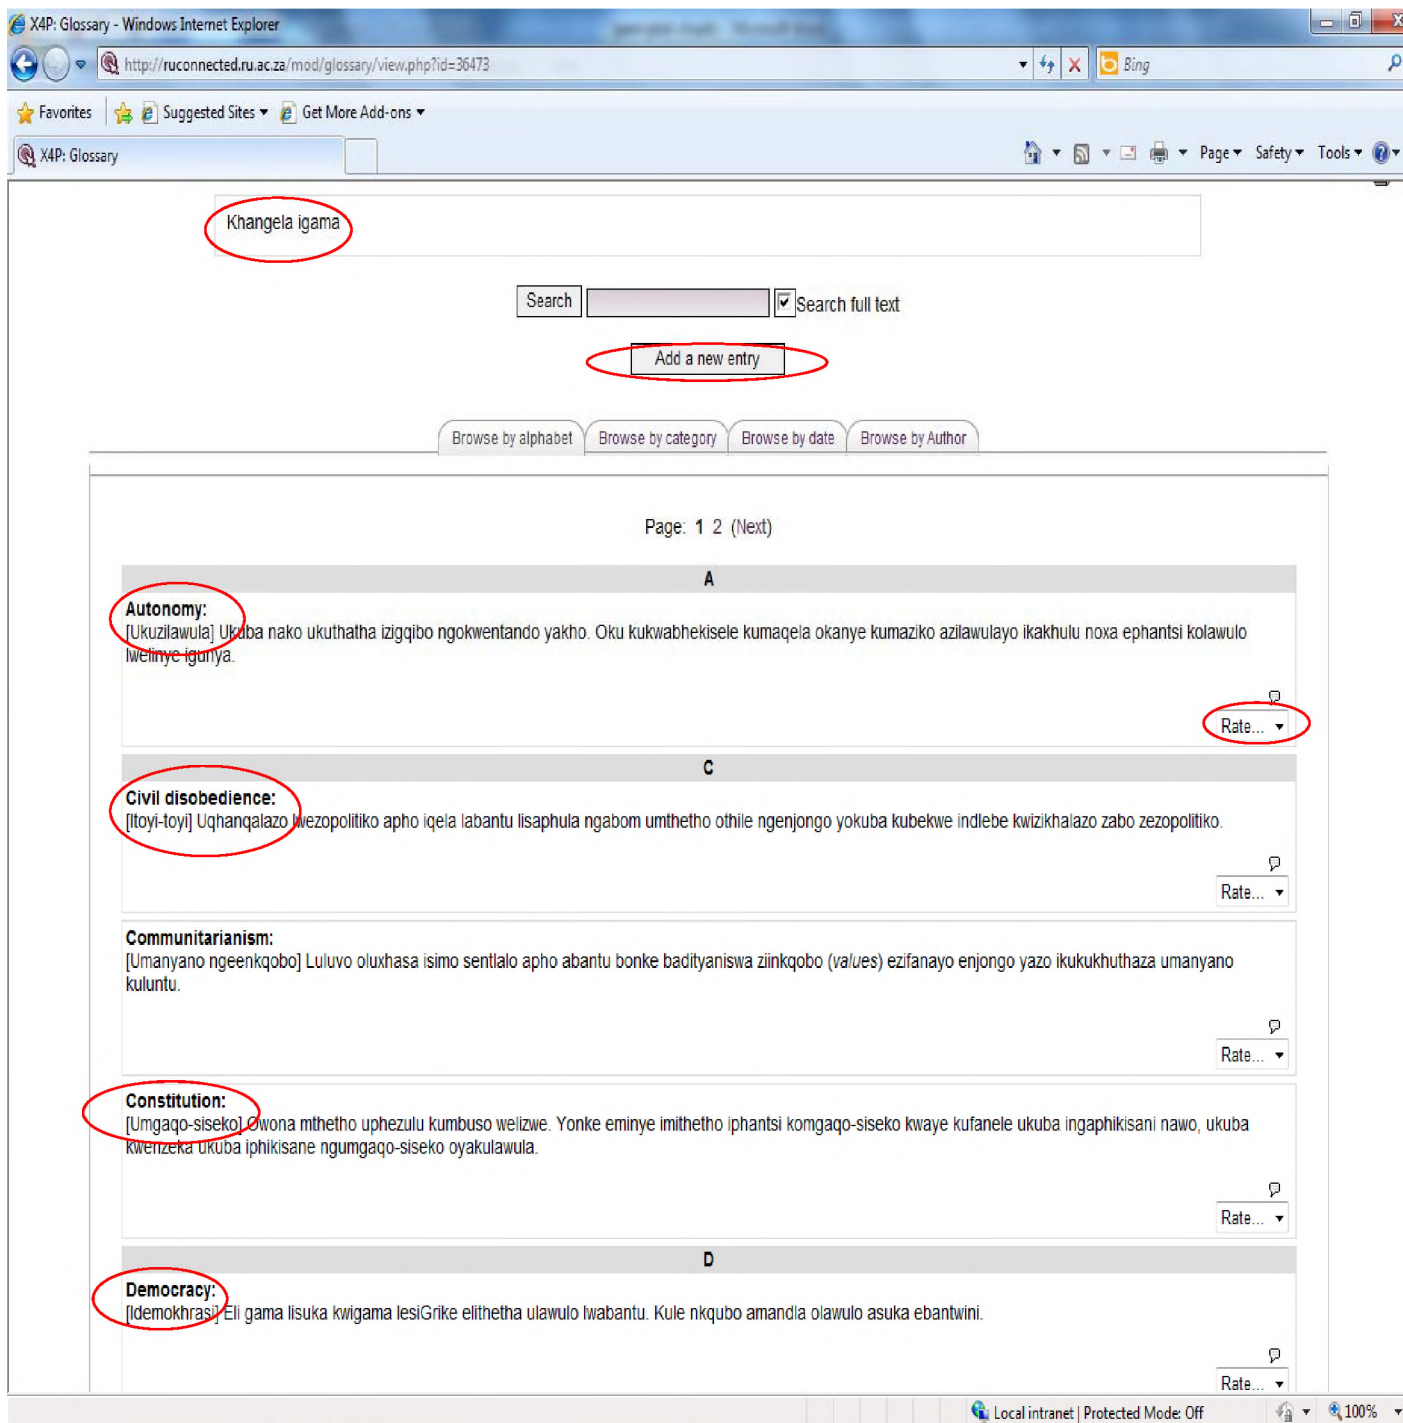 X4P: Glossary - Windows Internet Explorer
http://ruconnected.ru.ac.za/mod/glossary/view.php?id=36473
Bing
Favorites Suggested Sites Get More Add-ons
X4P: Glossary
Page Safety Tools
Khangela igama
Search Search full text
Add a new entry
Browse by alphabet Browse by category Browse by date Browse by Author
Page: 1 2 (Next)
A
Autonomy:
[Ukuzilawula] Ukuba nako ukuthatha izigqibo ngokwentando yakho. Oku kukwabhekisele kumaqela okanye kumaziko azilawulayo ikakhulu noxa ephantsi kolawulo
lwelinye igunya.
Rate...
C
Civil disobedience:
[Itoyi-toyi] Uqhanqalazo lwezopolitiko apho iqela labantu lisaphula ngabom umthetho othile ngenjongo yokuba kubekwe indlebe kwizikhalazo zabo zezopolitiko.
Rate...
Communitarianism:
[Umanyano ngeenkqobo] Luluvo oluxhasa isimo sentlalo apho abantu bonke badityaniswa ziinkqobo (values) ezifanayo enjongo yazo ikukukhuthaza umanyano
kuluntu.
Rate...
Constitution:
[Umgaqo-siseko] Owona mthetho uphezulu kumbuso welizwe. Yonke eminye imithetho iphantsi komgaqo-siseko kwaye kufanele ukuba ingaphikisani nawo, ukuba
kwenzeka ukuba iphikisane ngumgaqo-siseko oyakulawula.
Rate...
D
Democracy:
[Idemokhrasi] Eli gama lisuka kwigama lesiGrike elithetha ulawulo lwabantu. Kule nkqubo amandla olawulo asuka ebantwini.
Rate...
Local intranet | Protected Mode: Off 100%